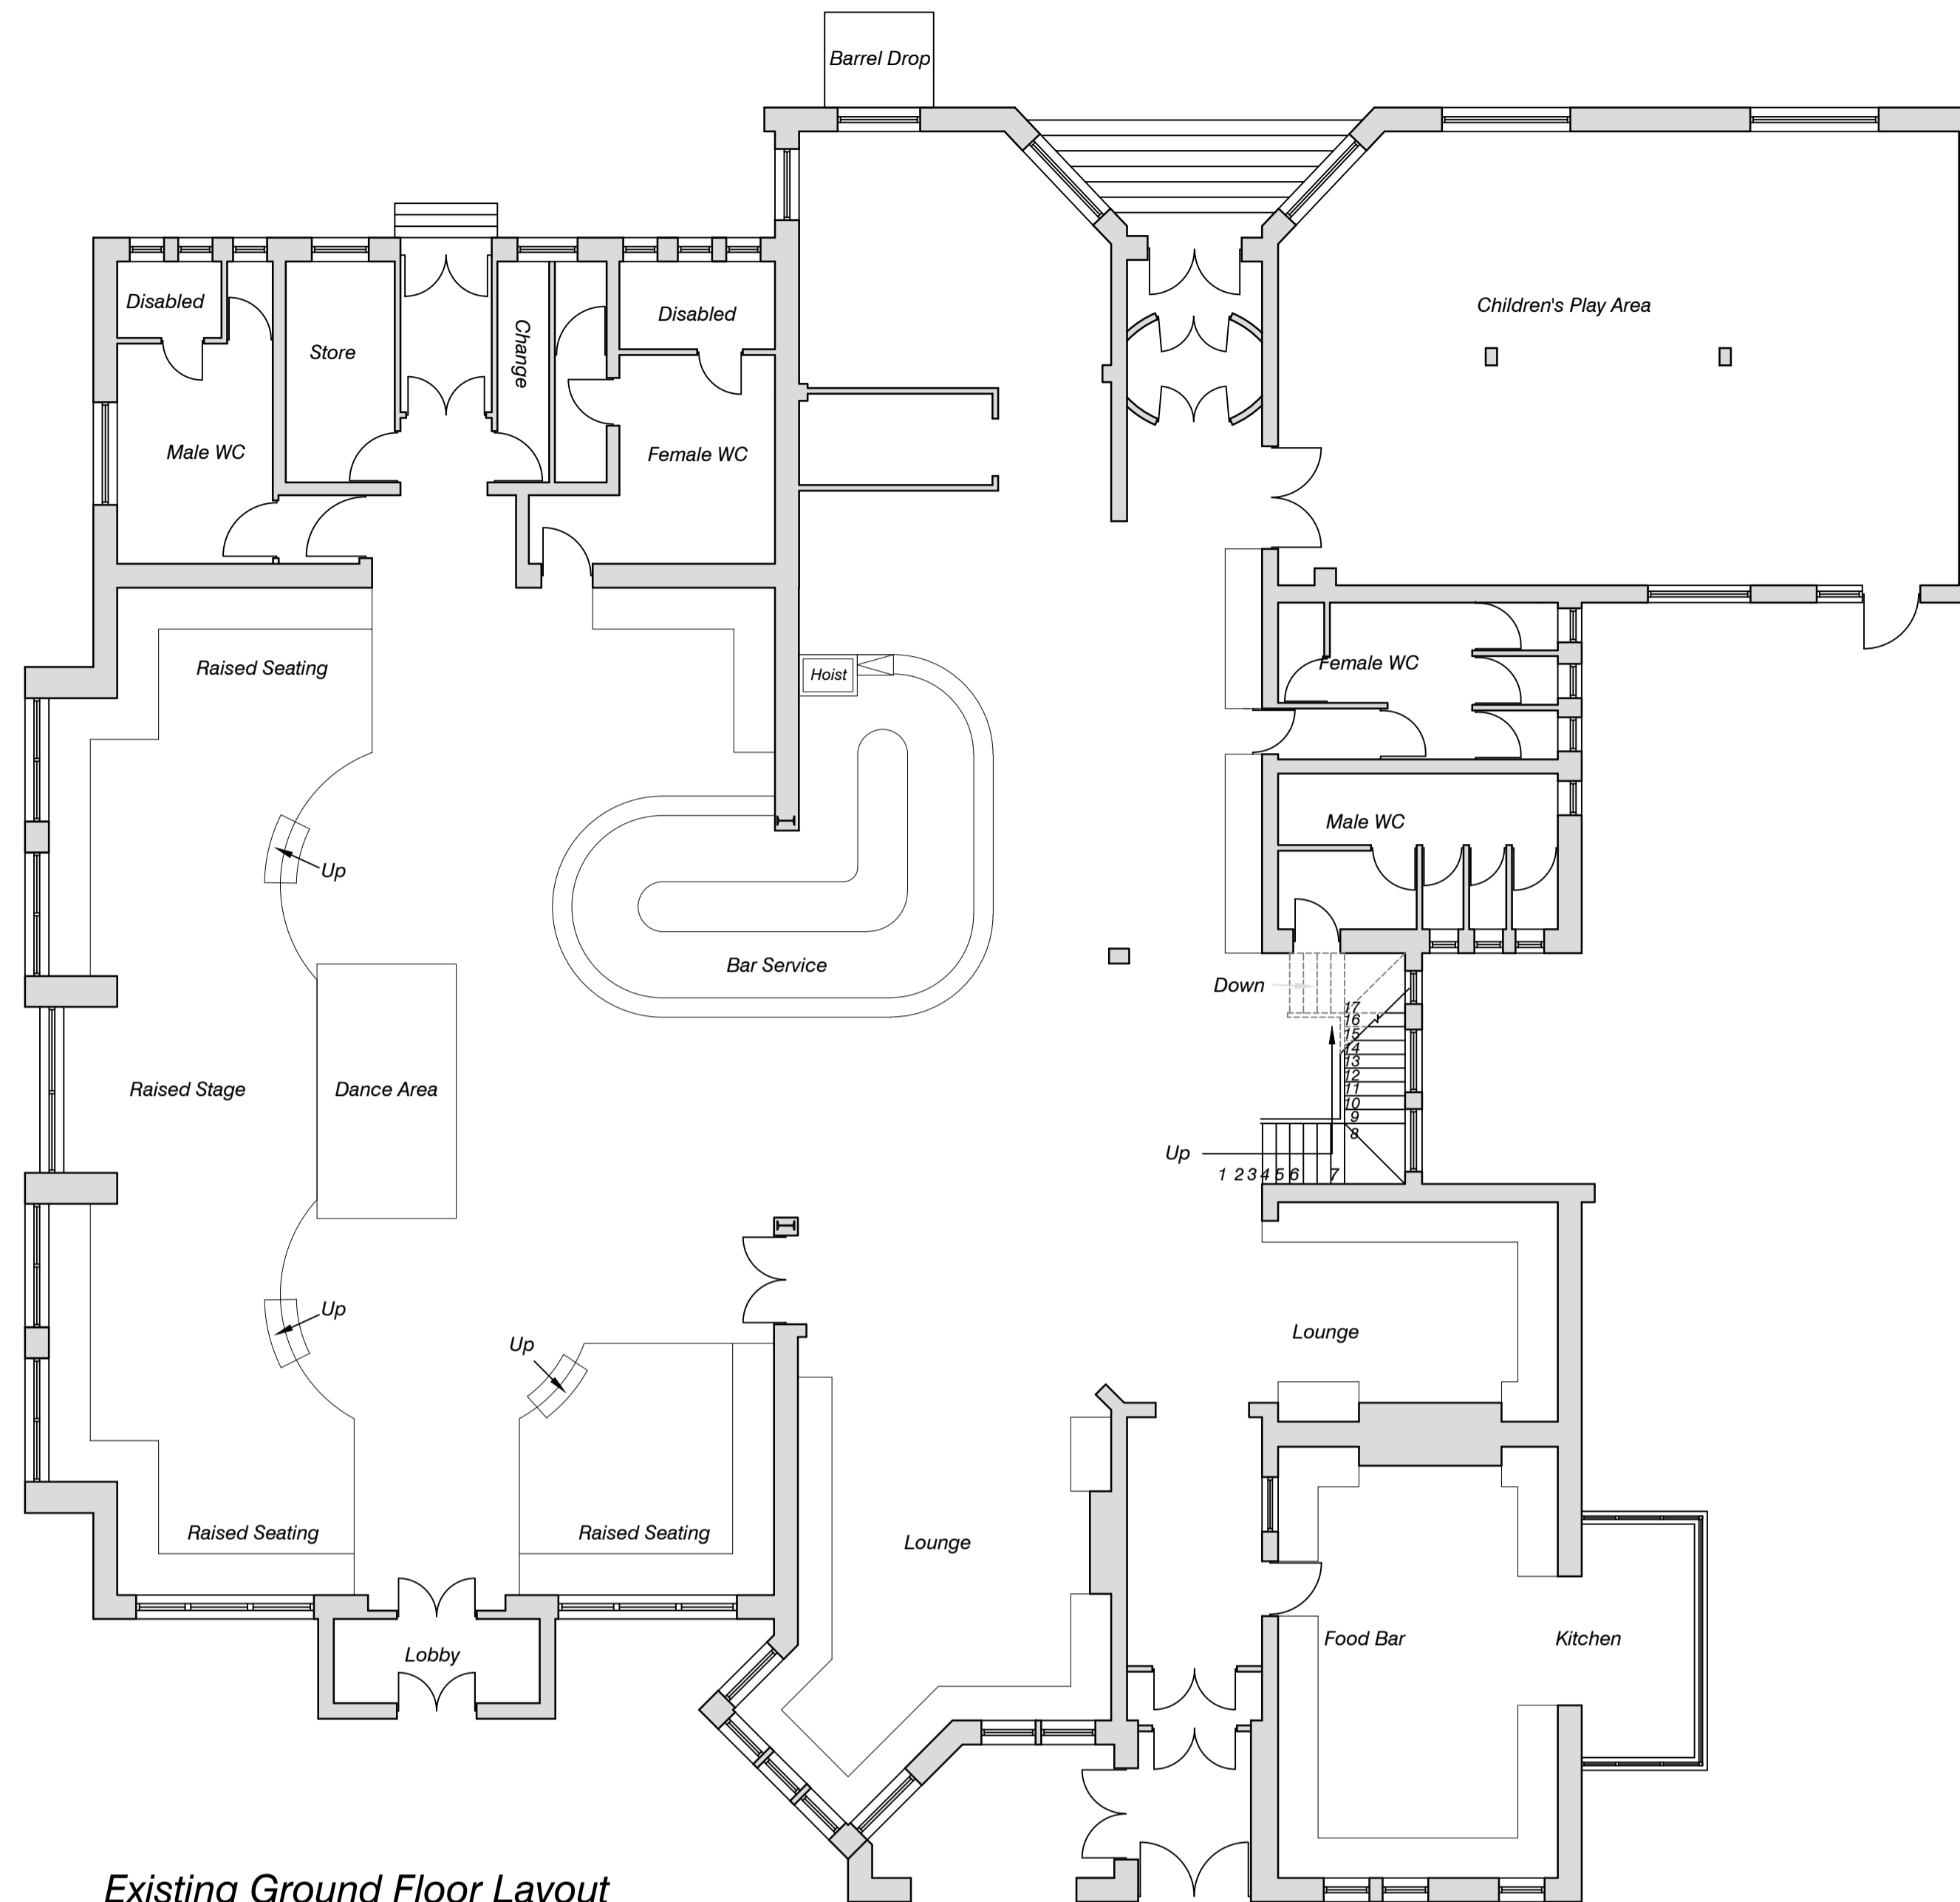 Barrel Drop
Disabled
Store
Change
Disabled
Children's Play Area
Male WC
Female WC
Raised Seating
Hoist
Female WC
Male WC
Up
Bar Service
Down
17
16
15
14
13
12
11
10
9
8
Raised Stage
Dance Area
Up
1 2 3 4 5 6 7
Up
Up
Lounge
Raised Seating
Raised Seating
Lounge
Lobby
Food Bar
Kitchen
Existing Ground Floor Layout